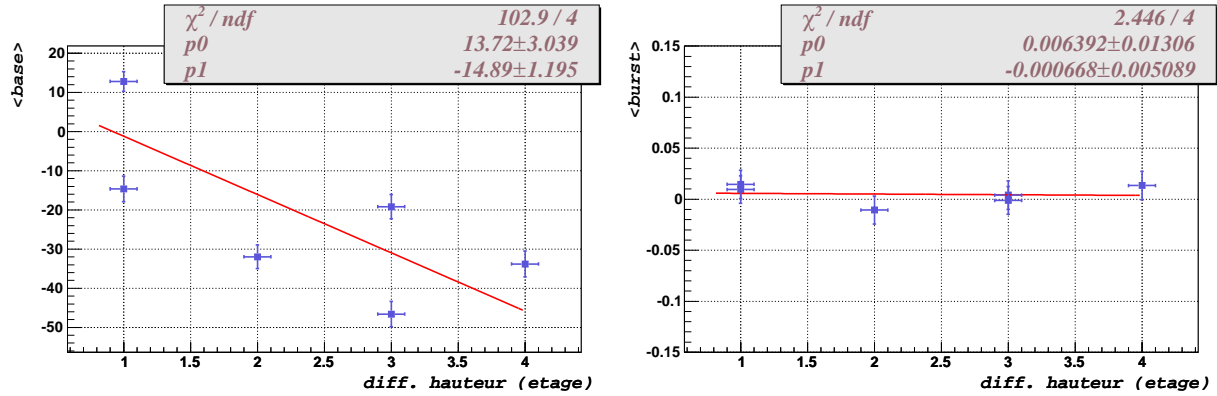 χ² / ndf 102.9 / 4
p0 13.72±3.039
p1 -14.89±1.195
<base>
20
10
0
-10
-20
-30
-40
-50
1 1.5 2 2.5 3 3.5 4
diff. hauteur (etage)
χ² / ndf 2.446 / 4
p0 0.006392±0.01306
p1 -0.000668±0.005089
<burst>
0.15
0.1
0.05
0
-0.05
-0.1
-0.15
1 1.5 2 2.5 3 3.5 4
diff. hauteur (etage)